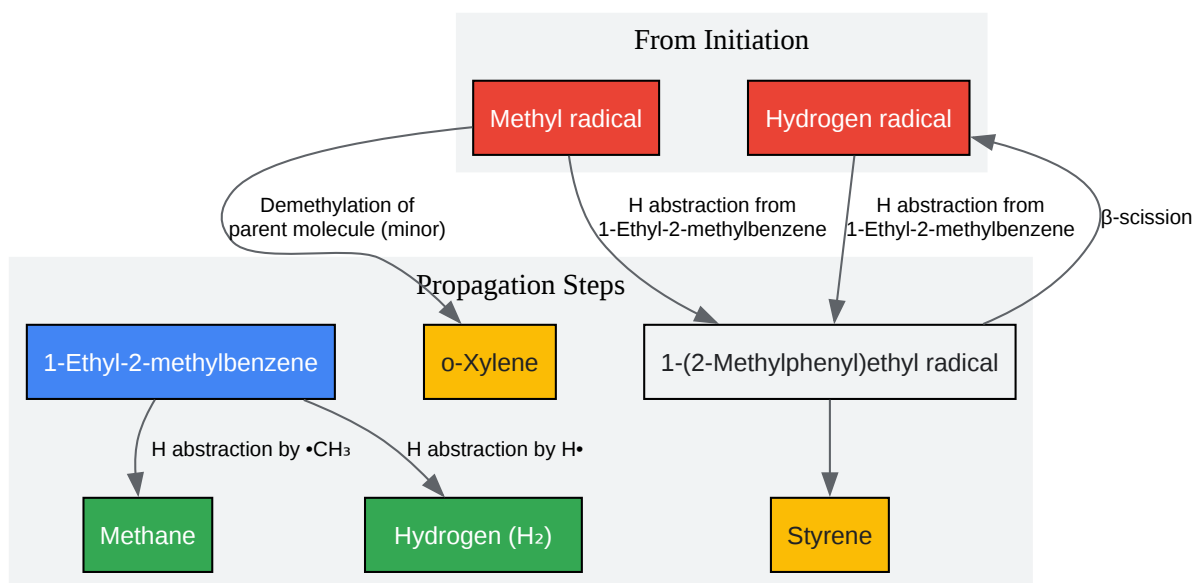 From Initiation
Methyl radical
Hydrogen radical
Demethylation of
parent molecule (minor)
H abstraction from
1-Ethyl-2-methylbenzene
H abstraction from
1-Ethyl-2-methylbenzene
β-scission
Propagation Steps
1-Ethyl-2-methylbenzene
o-Xylene
1-(2-Methylphenyl)ethyl radical
H abstraction by •CH₃
H abstraction by H•
Methane
Hydrogen (H₂)
Styrene